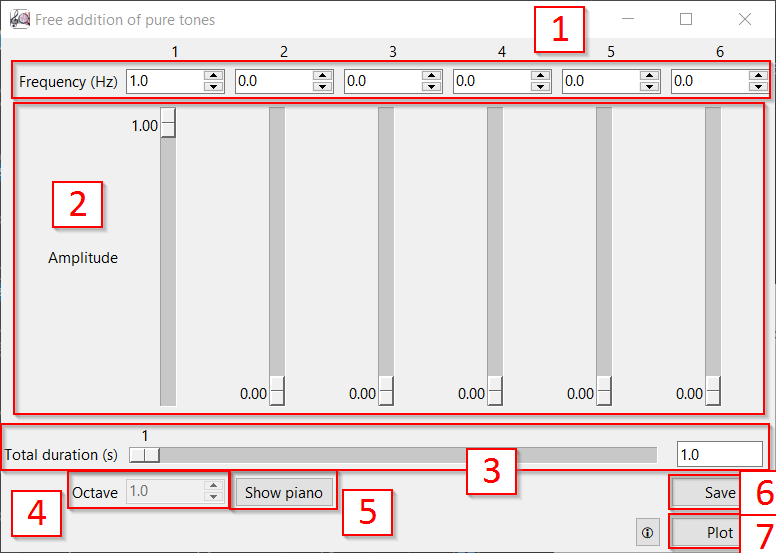 Free addition of pure tones
1
1 2 3 4 5 6
Frequency (Hz) 1.0 0.0 0.0 0.0 0.0 0.0
1.00
2
Amplitude
0.00 0.00 0.00 0.00 0.00
1
Total duration (s) 1.0
3
4 Octave 1.0 Show piano 5 Save 6
Plot 7